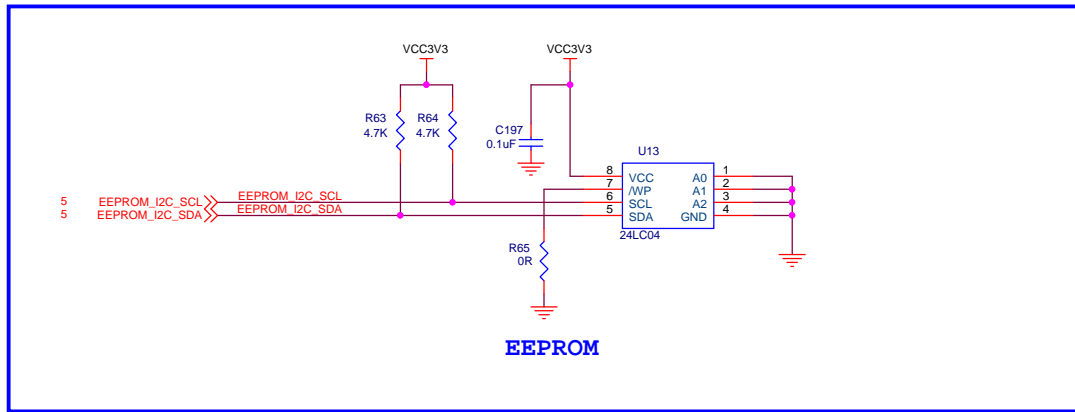 VCC3V3
VCC3V3
R63
4.7K
R64
4.7K
C197
0.1uF
U13
8
VCC
A0
1
7
/WP
A1
2
6
SCL
A2
3
5
SDA
GND
4
24LC04
5
EEPROM_I2C_SCL
EEPROM_I2C_SCL
5
EEPROM_I2C_SDA
EEPROM_I2C_SDA
R65
0R
EEPROM